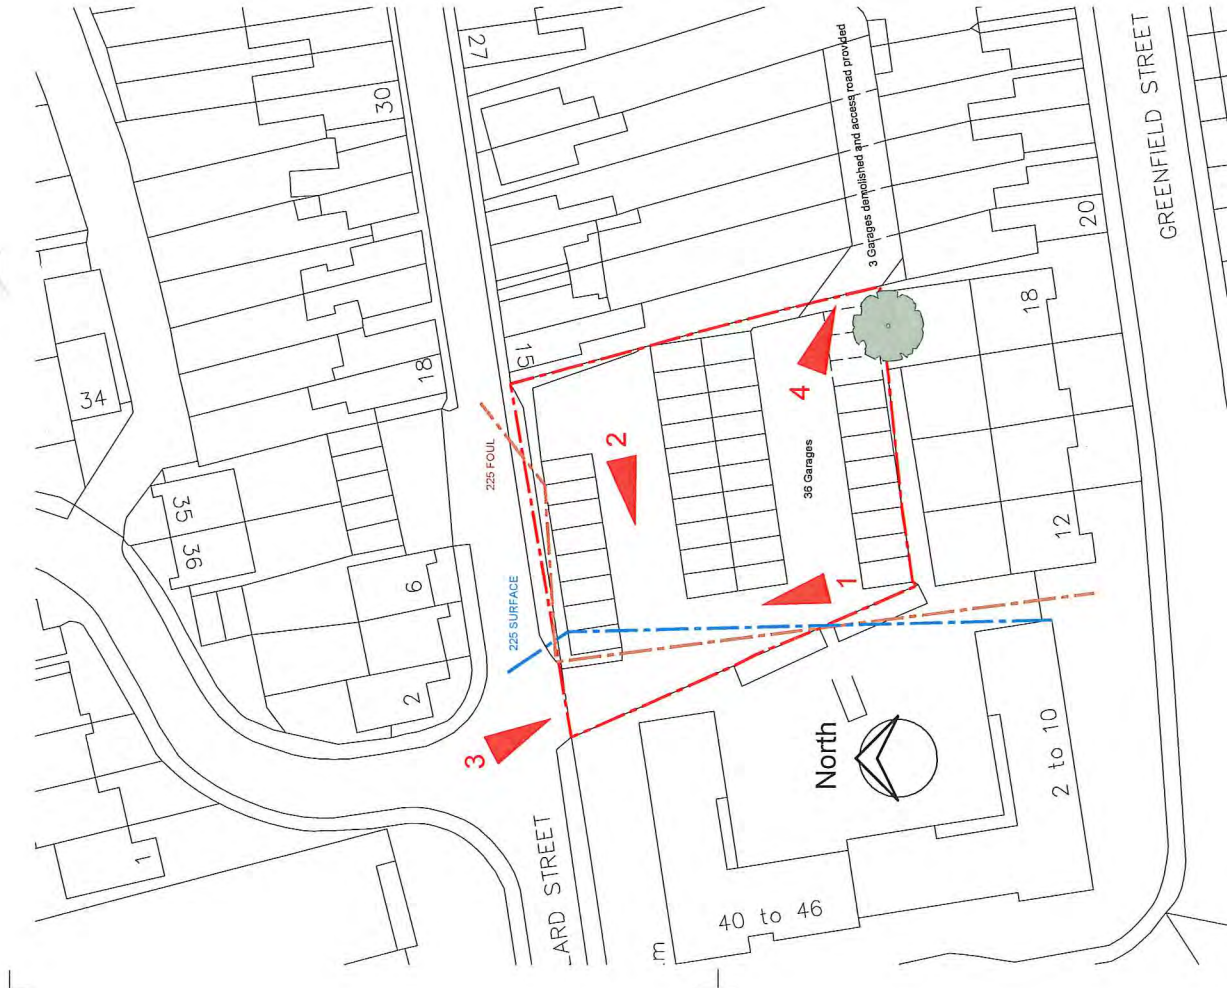 27
30
3 Garages demolished and access road provided
GREENFIELD STREET
20
18
34
18
15
225 FOUL
2
4
36 Garages
35
36
12
6
225 SURFACE
1
2
3
North
2 to 10
1
LARD STREET
40 to 46